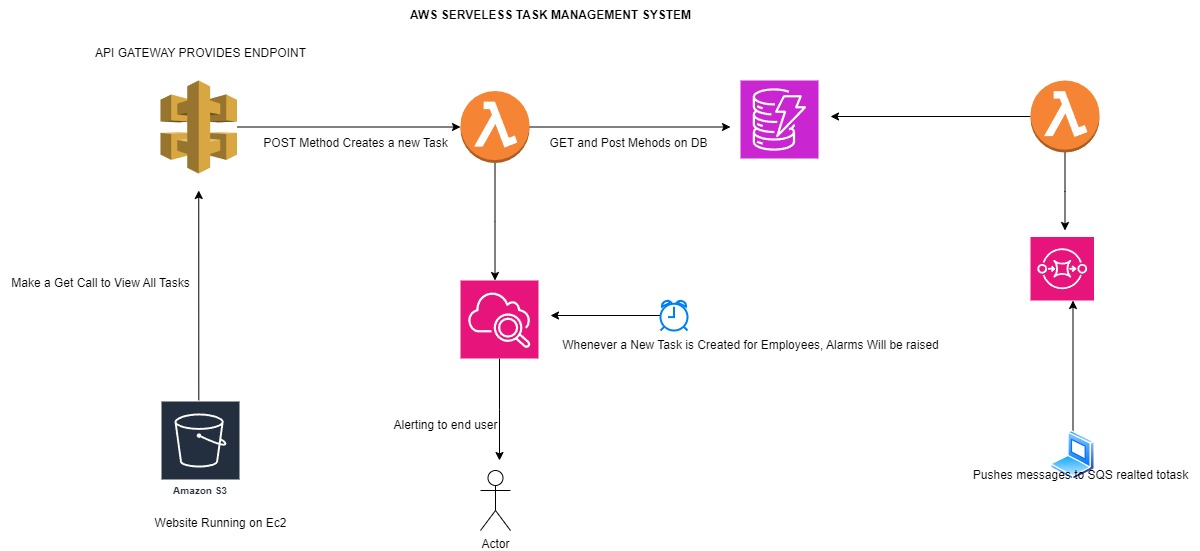 AWS SERVELESS TASK MANAGEMENT SYSTEM
API GATEWAY PROVIDES ENDPOINT
POST Method Creates a new Task
GET and Post Mehods on DB
Make a Get Call to View All Tasks
Whenever a New Task is Created for Employees, Alarms Will be raised
Alerting to end user
Pushes messages to SQS realted totask
Amazon S3
Website Running on Ec2
Actor